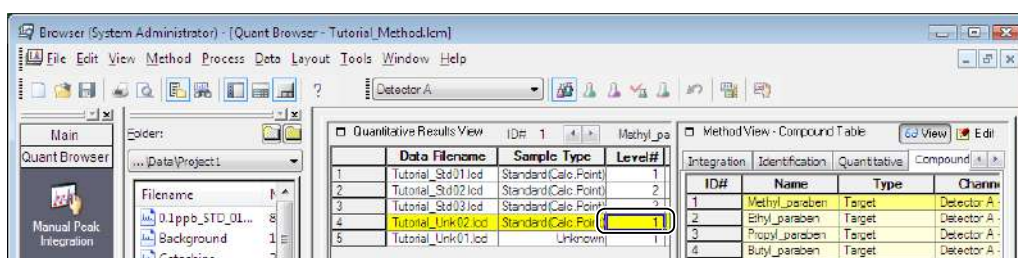 Browser (System Administrator) - [Quant Browser - Tutorial_Method.lcm]
File Edit View Method Process Data Layout Tools Window Help
Detector A
Main
Quant Browser
Manual Peak
Integration
Folder:
...\Data\Project1
Filename
0.1ppb_STD_01...
Background
Quantitative Results View ID# 1 Methyl_pa
Data Filename Sample Type Level#
1 Tutorial_Std01.lcd Standard(Calc.Point) 1
2 Tutorial_Std02.lcd Standard(Calc.Point) 2
3 Tutorial_Std03.lcd Standard(Calc.Point) 3
4 Tutorial_Unk02.lcd Standard(Calc.Poin 1
5 Tutorial_Unk01.lcd Unknown 1
Method View - Compound Table View Edit
Integration Identification Quantitative Compound
ID# Name Type Chann
1 Methyl_paraben Target Detector A -
2 Ethyl_paraben Target Detector A -
3 Propyl_paraben Target Detector A -
4 Butyl_paraben Target Detector A -